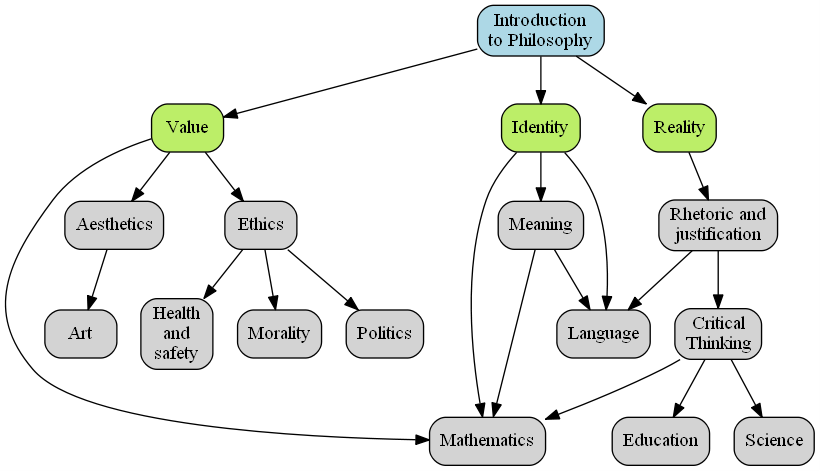 Introduction
to Philosophy
Value
Identity
Reality
Aesthetics
Ethics
Meaning
Rhetoric and
justification
Art
Health
and
safety
Morality
Politics
Language
Critical
Thinking
Mathematics
Education
Science